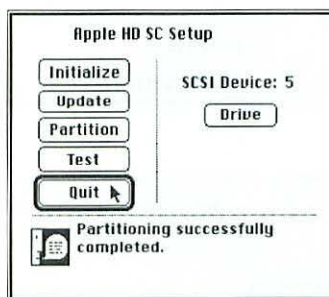 Apple HD SC Setup
Initialize
Update
Partition
Test
Quit
SCSI Device: 5
Drive
Partitioning successfully
completed.